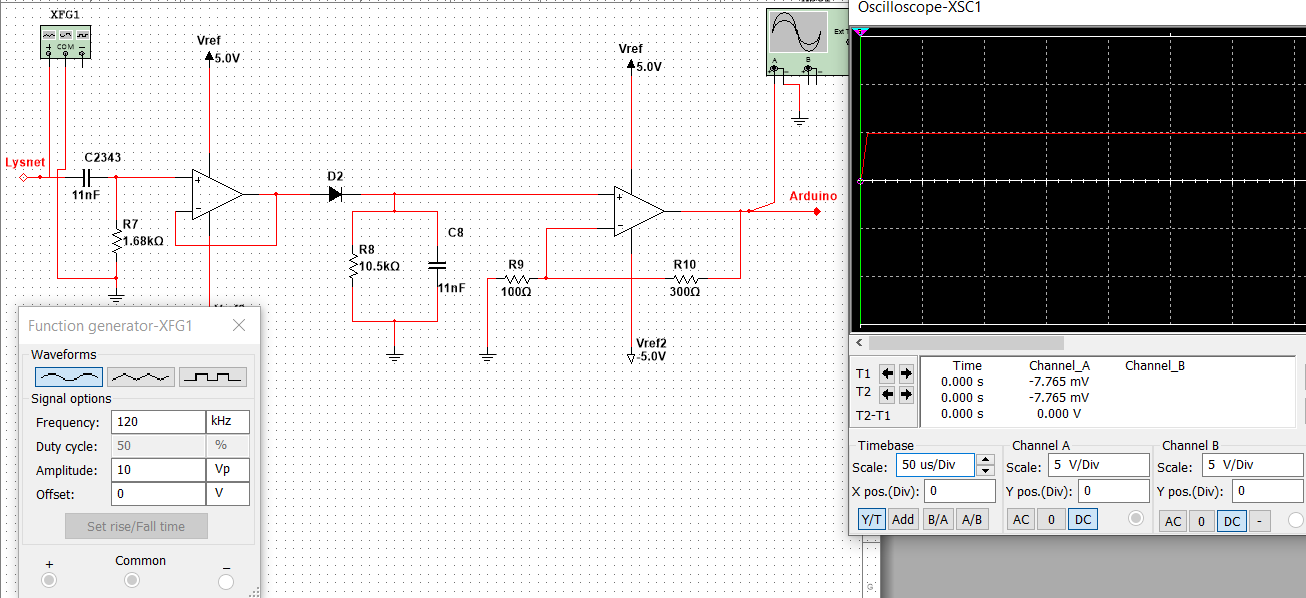 XFG1
COM
+ −
Lysnet
C2343
11nF
R7
1.68kΩ
Vref
5.0V
+
−
D2
R8
10.5kΩ
C8
11nF
Vref
5.0V
+
−
R9
100Ω
R10
300Ω
Vref2
-5.0V
Arduino
Ext T
A B
Function generator-XFG1
Waveforms
Signal options
Frequency: 120 kHz
Duty cycle: 50 %
Amplitude: 10 Vp
Offset: 0 V
Set rise/Fall time
+ Common −
Oscilloscope-XSC1
Time Channel_A Channel_B
T1 0.000 s -7.765 mV
T2 0.000 s -7.765 mV
T2-T1 0.000 s 0.000 V
Timebase
Scale: 50 us/Div
X pos.(Div): 0
Y/T Add B/A A/B
Channel A
Scale: 5 V/Div
Y pos.(Div): 0
AC 0 DC
Channel B
Scale: 5 V/Div
Y pos.(Div): 0
AC 0 DC -
G